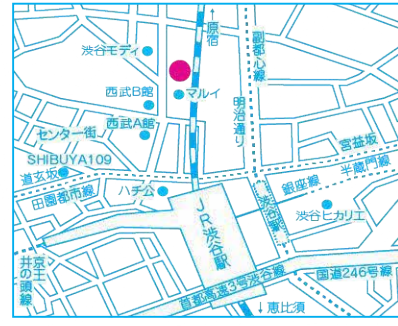 ↑原宿
副都心線
渋谷モディ
西武B館
マルイ
明治通り
センター街
西武A館
宮益坂
SHIBUYA109
半蔵門線
道玄坂
銀座線
田園都市線
ハチ公
渋谷駅
JR渋谷駅
渋谷ヒカリエ
京王
井の頭線
首都高速3号渋谷線
国道246号線
↓恵比須